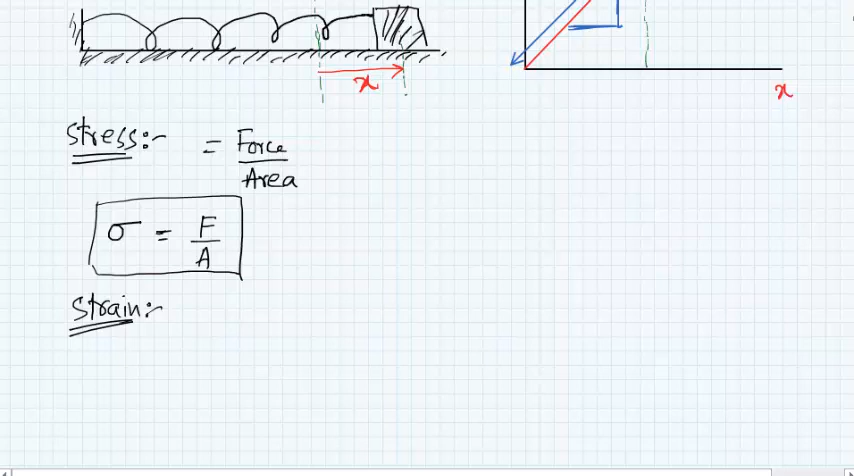 x
x
Stress:- = Force
Area
σ = F
A
Strain:-